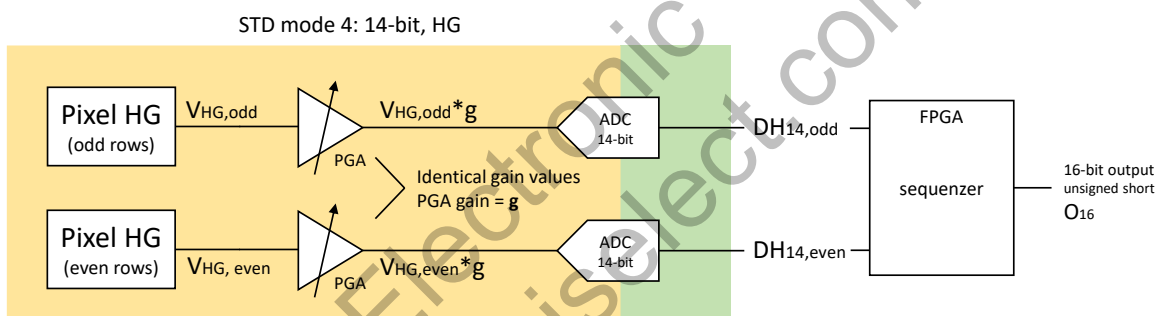 STD mode 4: 14-bit, HG
Pixel HG
(odd rows)
VHG,odd
PGA
VHG,odd*g
ADC
14-bit
DH14,odd
FPGA
sequenzer
16-bit output
unsigned short
O16
Identical gain values
PGA gain = g
Pixel HG
(even rows)
VHG, even
PGA
VHG,even*g
ADC
14-bit
DH14,even
Electronic
iselect.com